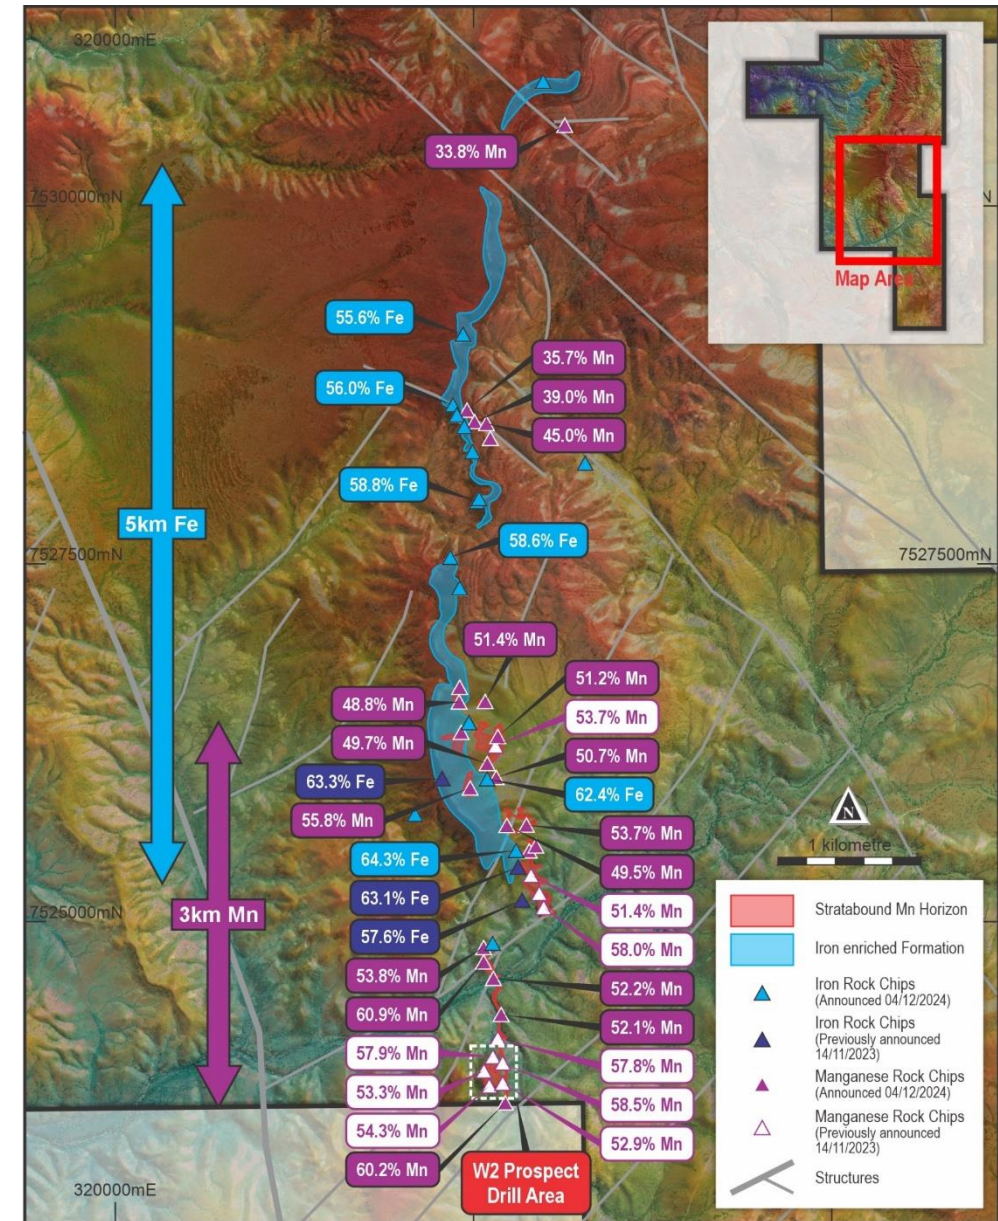 320000mE
Map Area
33.8% Mn
7530000mN
N
55.6% Fe
35.7% Mn
56.0% Fe
39.0% Mn
45.0% Mn
58.8% Fe
5km Fe
58.6% Fe
7527500mN
7527500mN
51.4% Mn
51.2% Mn
48.8% Mn
53.7% Mn
49.7% Mn
50.7% Mn
63.3% Fe
62.4% Fe
55.8% Mn
N
53.7% Mn
1 kilometre
64.3% Fe
49.5% Mn
63.1% Fe
3km Mn
51.4% Mn
7525000mN
57.6% Fe
58.0% Mn
53.8% Mn
52.2% Mn
60.9% Mn
52.1% Mn
57.9% Mn
57.8% Mn
53.3% Mn
58.5% Mn
54.3% Mn
52.9% Mn
60.2% Mn
W2 Prospect
Drill Area
320000mE
Stratabound Mn Horizon
Iron enriched Formation
Iron Rock Chips
(Announced 04/12/2024)
Iron Rock Chips
(Previously announced
14/11/2023)
Manganese Rock Chips
(Announced 04/12/2024)
Manganese Rock Chips
(Previously announced
14/11/2023)
Structures